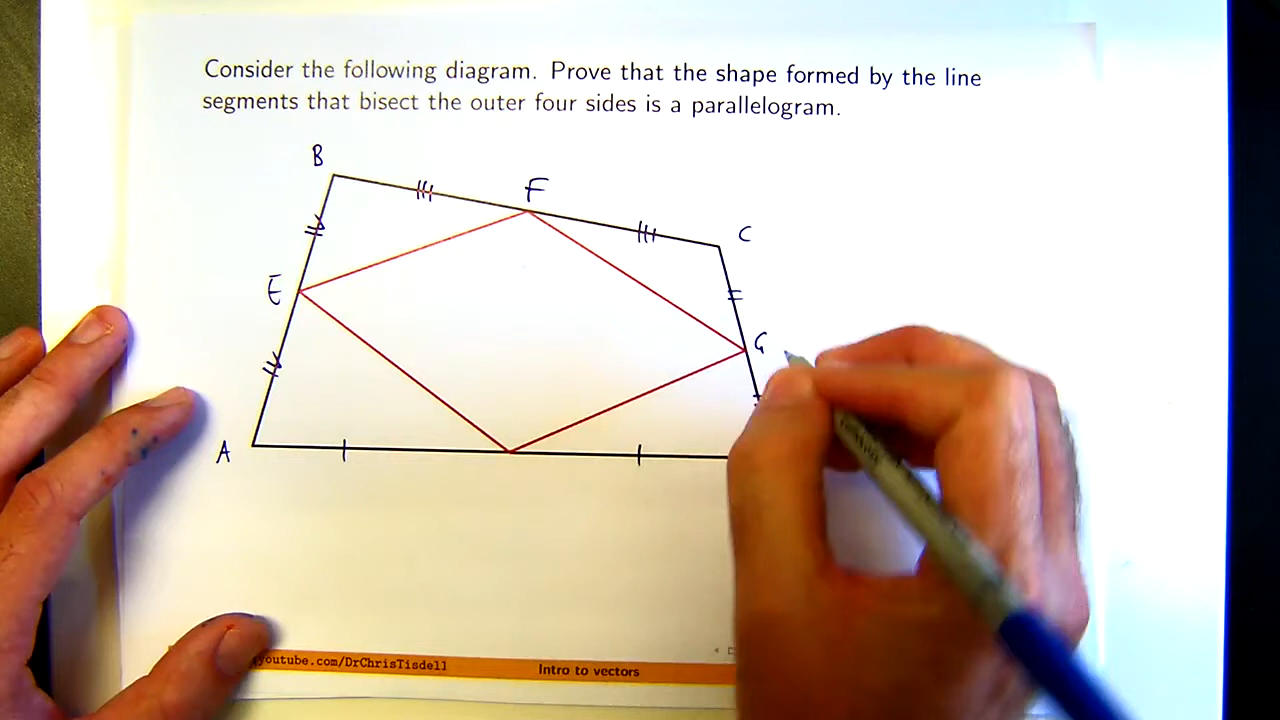 Consider the following diagram. Prove that the shape formed by the line
segments that bisect the outer four sides is a parallelogram.
B
F
C
E
G
A
youtube.com/DrChrisTisdell
Intro to vectors